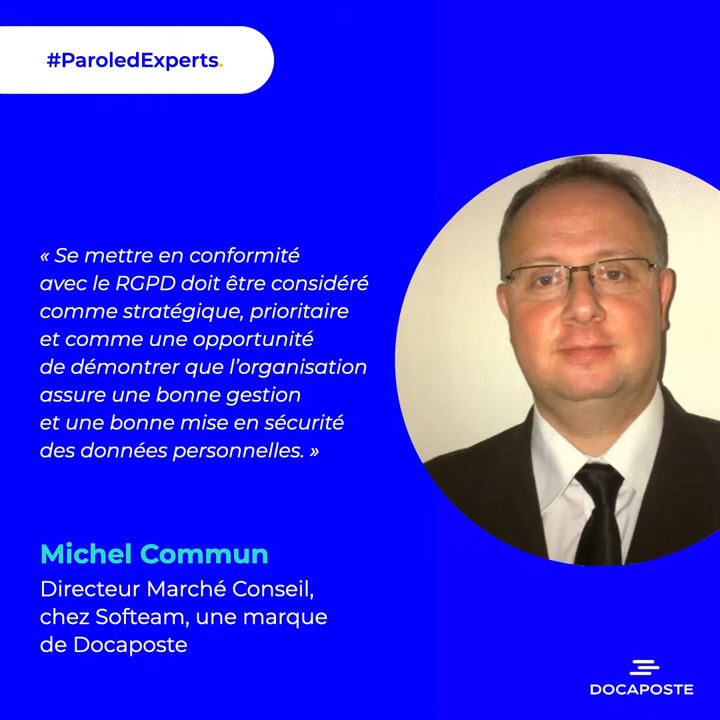 #ParoledExperts.
« Se mettre en conformité
avec le RGPD doit être considéré
comme stratégique, prioritaire
et comme une opportunité
de démontrer que l’organisation
assure une bonne gestion
et une bonne mise en sécurité
des données personnelles. »
Michel Commun
Directeur Marché Conseil,
chez Softeam, une marque
de Docaposte
DOCAPOSTE